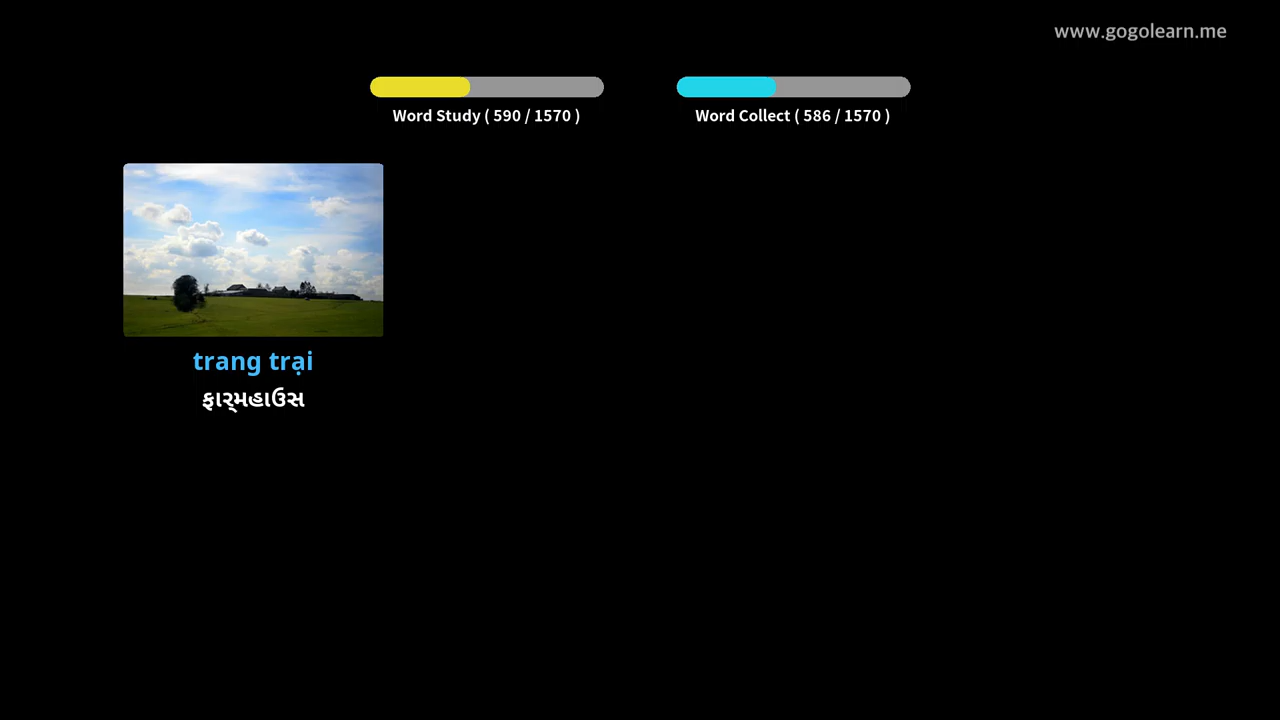 www.gogolearn.me
Word Study ( 590 / 1570 )
Word Collect ( 586 / 1570 )
trang trại
ફાર્મહાઉસ